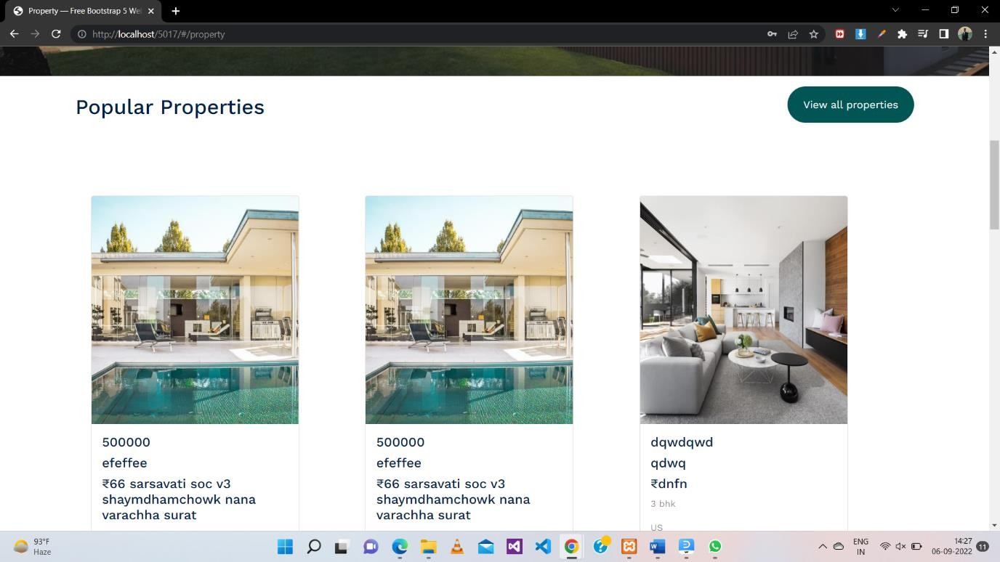 Property — Free Bootstrap 5 We
http://localhost/5017/#/property
Popular Properties
View all properties
500000
efeffee
₹66 sarsavati soc v3
shaymdhamchowk nana
varachha surat
500000
efeffee
₹66 sarsavati soc v3
shaymdhamchowk nana
varachha surat
dqwdqwd
qdwq
₹dnfn
3 bhk
US
93°F
Haze
ENG
IN
14:27
06-09-2022
11